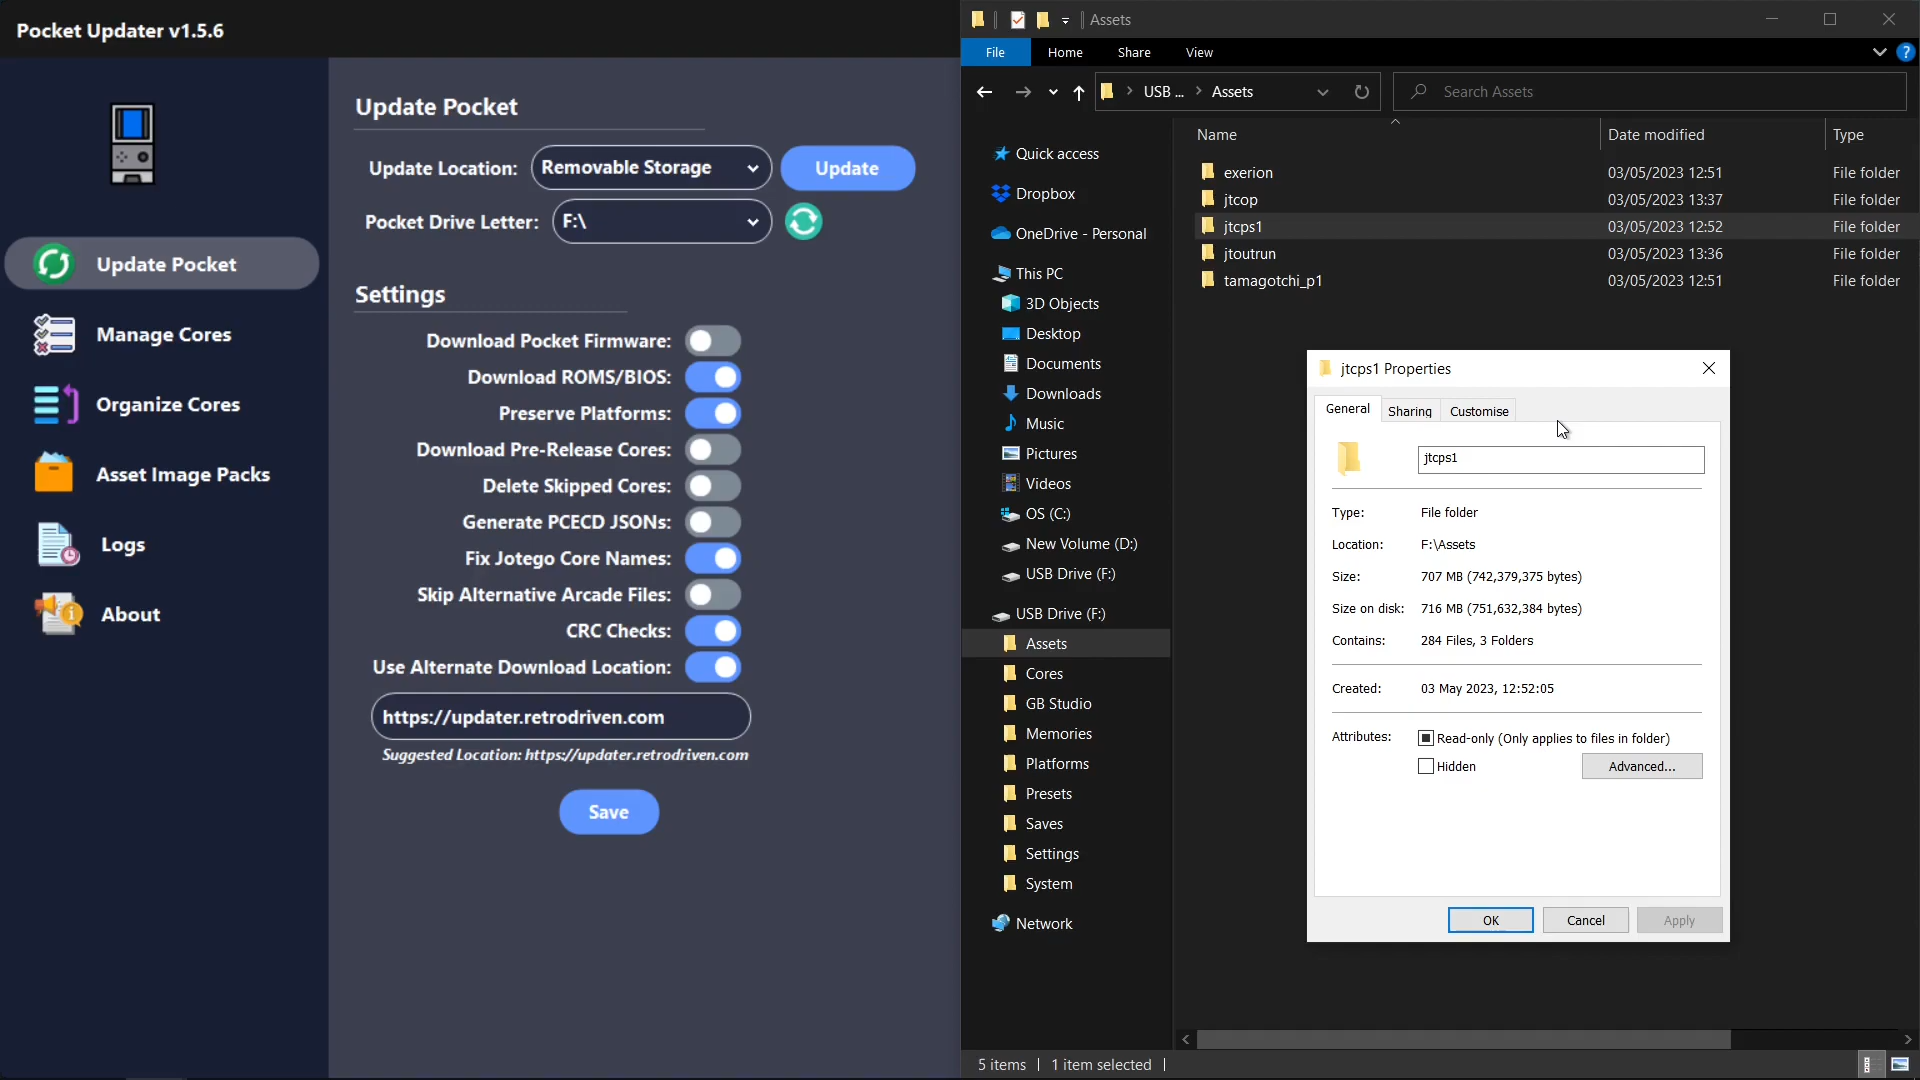 Pocket Updater v1.5.6
Update Pocket
Manage Cores
Organize Cores
Asset Image Packs
Logs
About
Update Pocket
Update Location: Removable Storage Update
Pocket Drive Letter: F:\
Settings
Download Pocket Firmware:
Download ROMS/BIOS:
Preserve Platforms:
Download Pre-Release Cores:
Delete Skipped Cores:
Generate PCECD JSONs:
Fix Jotego Core Names:
Skip Alternative Arcade Files:
CRC Checks:
Use Alternate Download Location:
https://updater.retrodriven.com
Suggested Location: https://updater.retrodriven.com
Save
Assets
File Home Share View ?
USB ... Assets Search Assets
Quick access
Dropbox
OneDrive - Personal
This PC
3D Objects
Desktop
Documents
Downloads
Music
Pictures
Videos
OS (C:)
New Volume (D:)
USB Drive (F:)
USB Drive (F:)
Assets
Cores
GB Studio
Memories
Platforms
Presets
Saves
Settings
System
Network
Name Date modified Type
exerion 03/05/2023 12:51 File folder
jtcop 03/05/2023 13:37 File folder
jtcps1 03/05/2023 12:52 File folder
jtoutrun 03/05/2023 13:36 File folder
tamagotchi_p1 03/05/2023 12:51 File folder
jtcps1 Properties
General Sharing Customise
jtcps1
Type: File folder
Location: F:\Assets
Size: 707 MB (742,379,375 bytes)
Size on disk: 716 MB (751,632,384 bytes)
Contains: 284 Files, 3 Folders
Created: 03 May 2023, 12:52:05
Attributes: Read-only (Only applies to files in folder)
Hidden Advanced...
OK Cancel Apply
5 items 1 item selected